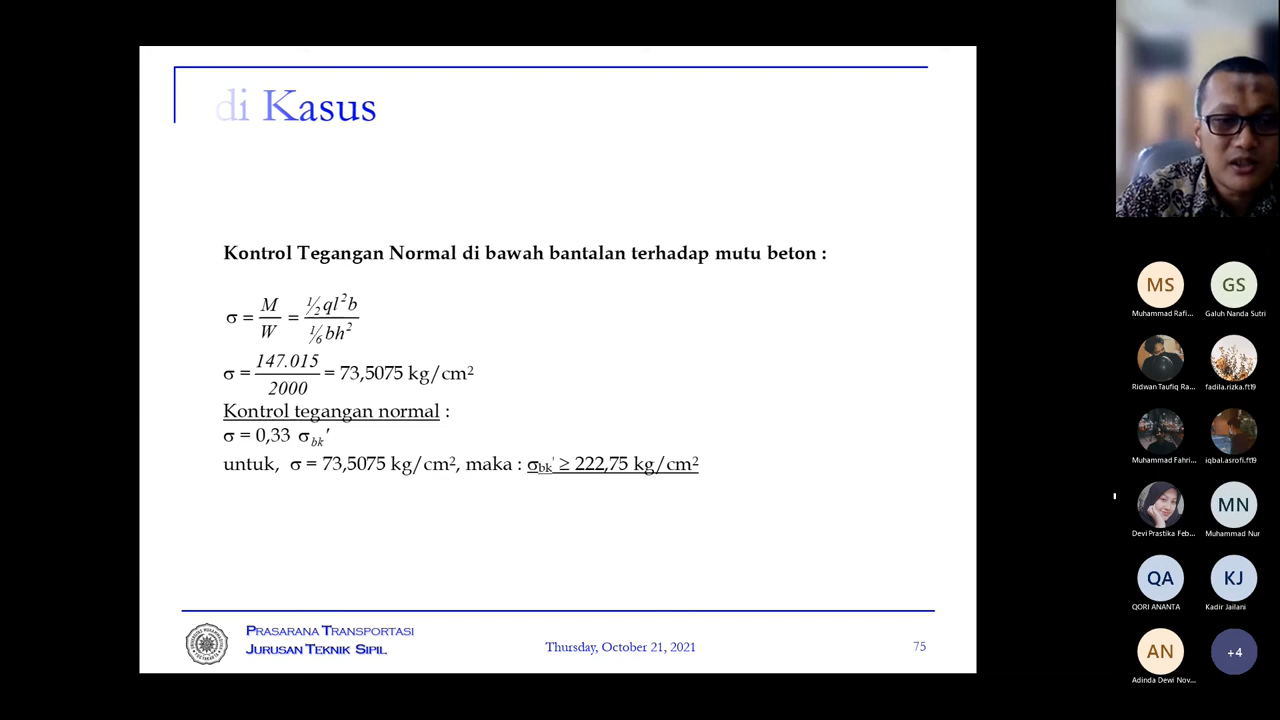 di Kasus
Kontrol Tegangan Normal di bawah bantalan terhadap mutu beton :
σ = M/W = ½ql²b / ⅙bh²
σ = 147.015/2000 = 73,5075 kg/cm²
Kontrol tegangan normal :
σ = 0,33 σbk'
untuk, σ = 73,5075 kg/cm², maka : σbk' ≥ 222,75 kg/cm²
PRASARANA TRANSPORTASI
JURUSAN TEKNIK SIPIL
Thursday, October 21, 2021
75
MS
GS
Muhammad Rafi...
Galuh Nanda Sutri
Ridwan Taufiq Ra...
fadila.rizka.ft19
Muhammad Fahri...
iqbal.asrofi.ft19
MN
Devi Prastika Feb...
Muhammad Nur
QA
KJ
QORI ANANTA
Kadir Jailani
AN
+4
Adinda Dewi Nov...